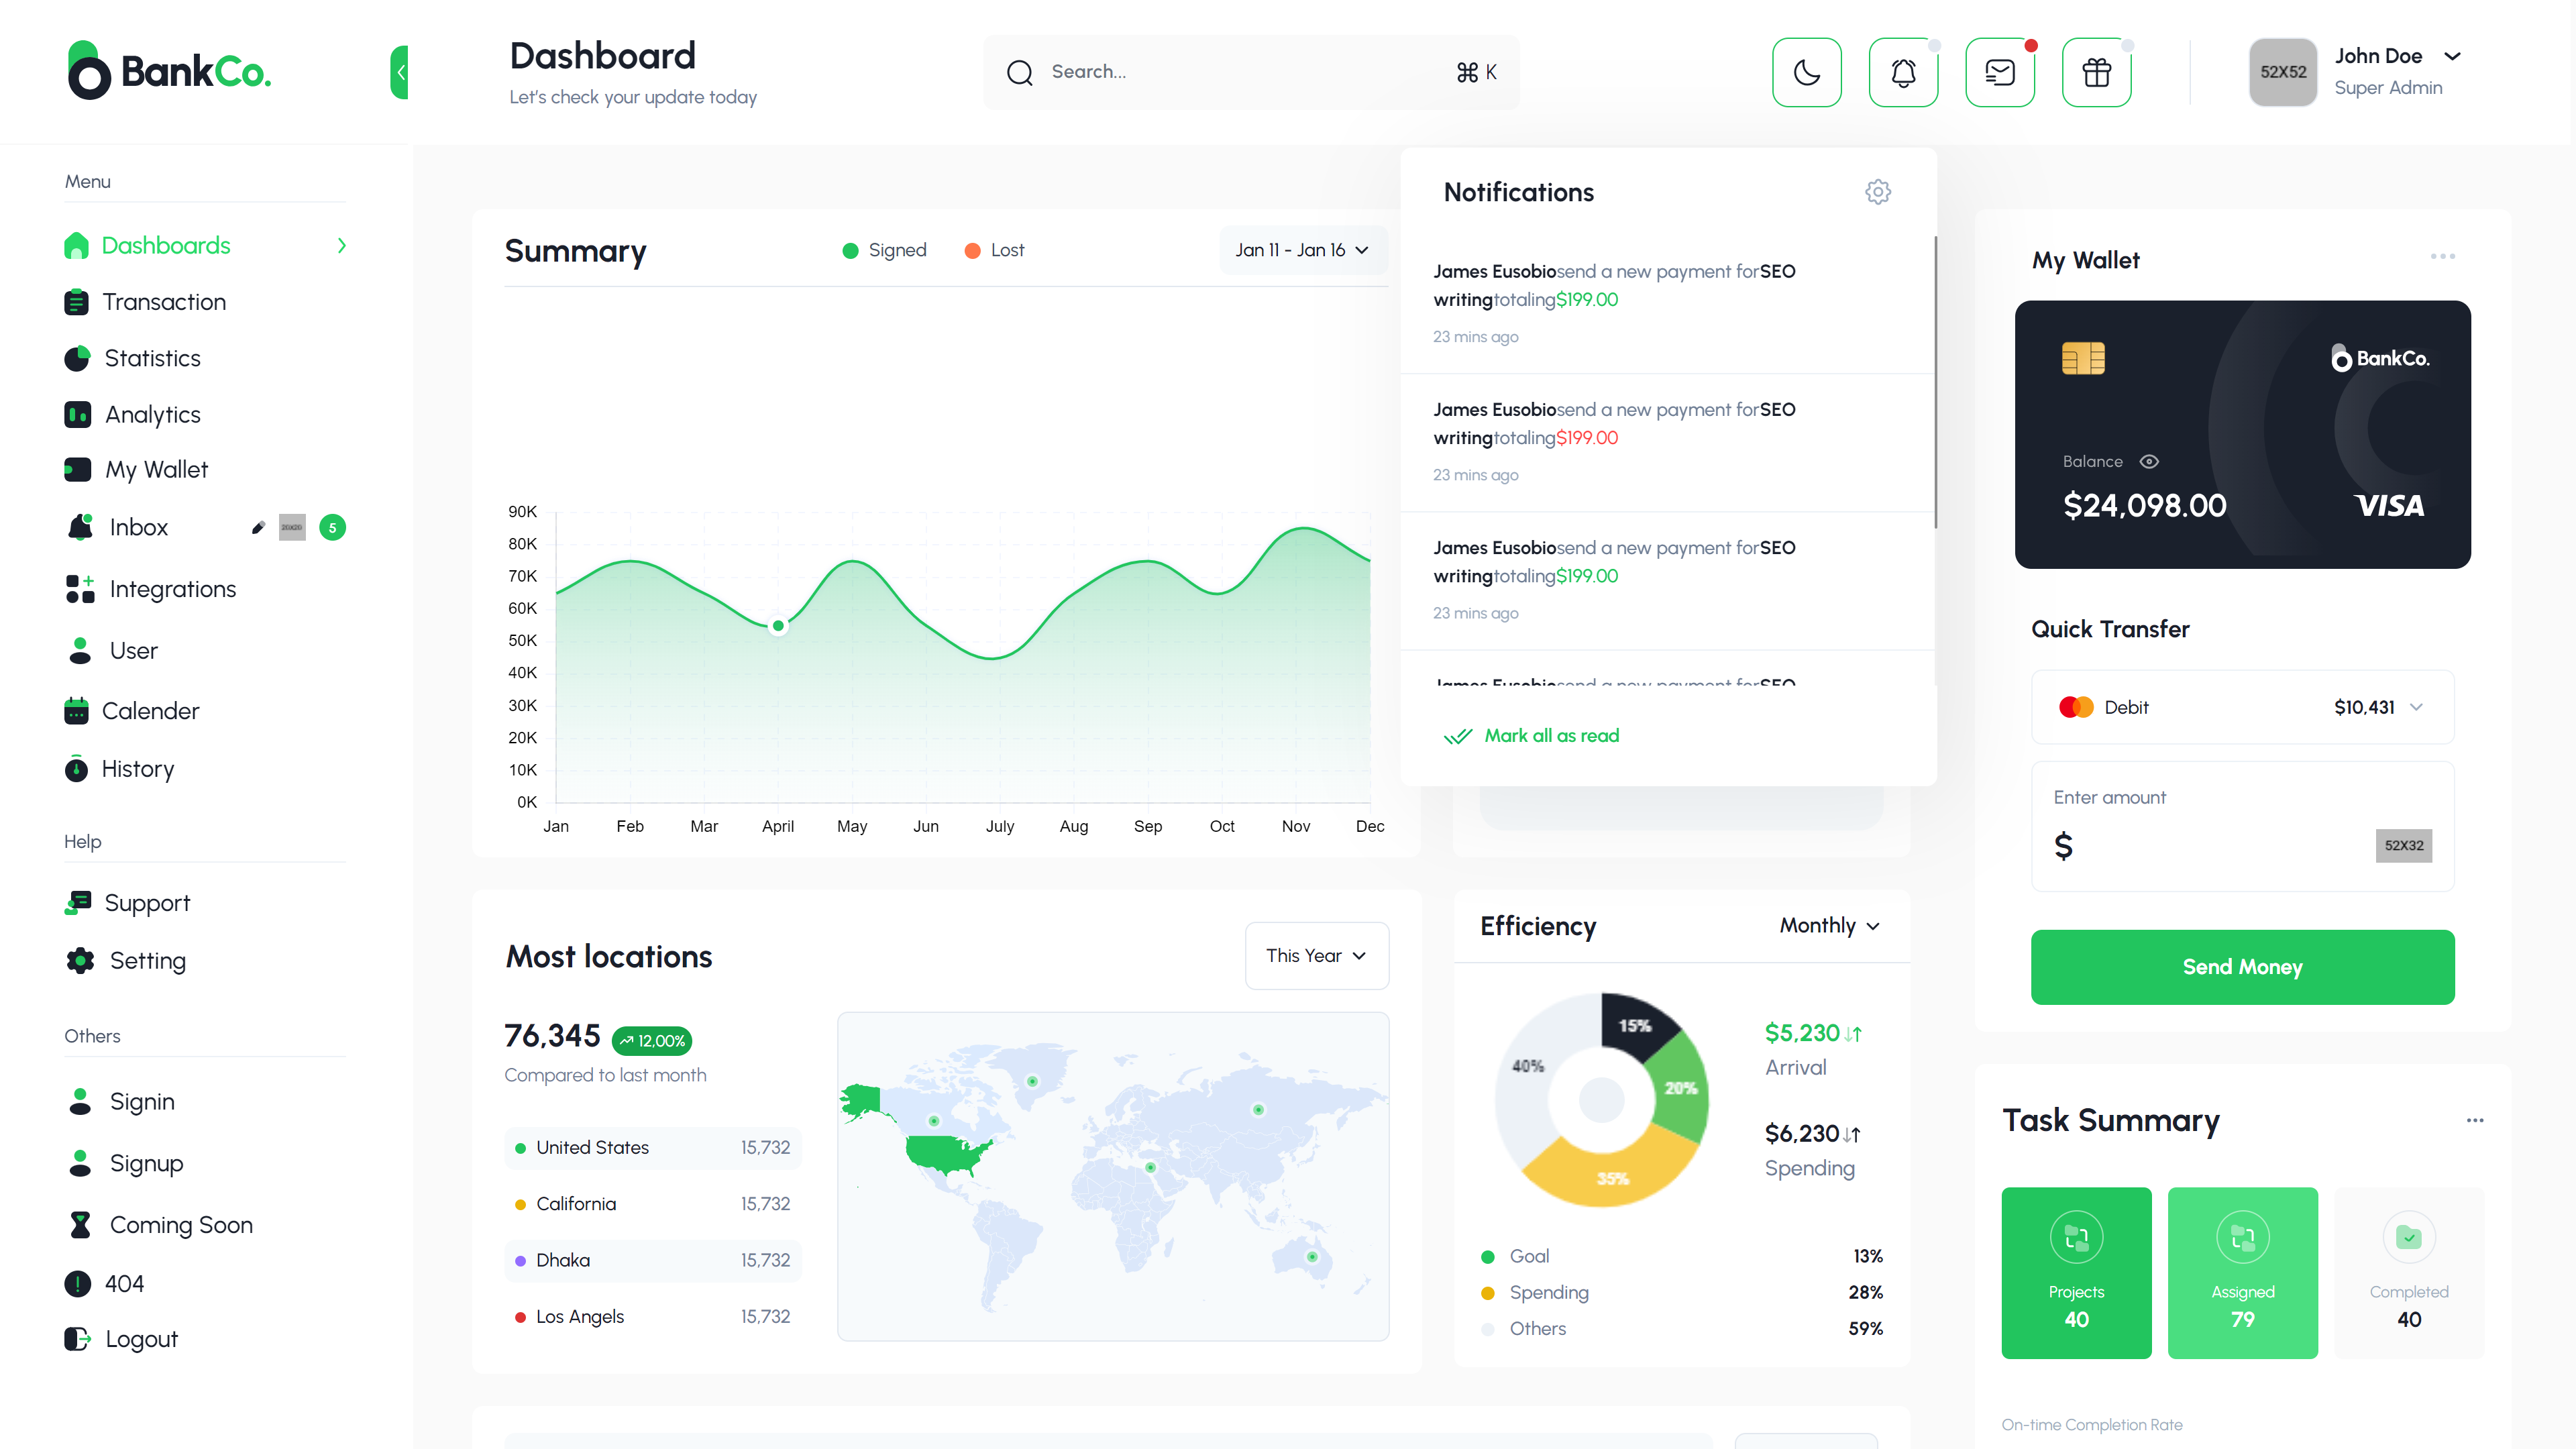 BankCo.
Dashboard
Let's check your update today
Search...
⌘ K
52X52
John Doe
Super Admin
Menu
Dashboards
Transaction
Statistics
Analytics
My Wallet
Inbox
20X20
5
Integrations
User
Calender
History
Help
Support
Setting
Others
Signin
Signup
Coming Soon
404
Logout
Summary
Signed
Lost
Jan 11 - Jan 16
90K
80K
70K
60K
50K
40K
30K
20K
10K
0K
Jan Feb Mar April May Jun July Aug Sep Oct Nov Dec
Notifications
James Eusobiosend a new payment forSEO
writingtotaling$199.00
23 mins ago
James Eusobiosend a new payment forSEO
writingtotaling$199.00
23 mins ago
James Eusobiosend a new payment forSEO
writingtotaling$199.00
23 mins ago
James Eusobiosend a new payment forSEO
Mark all as read
Most locations
This Year
76,345
12,00%
Compared to last month
United States 15,732
California 15,732
Dhaka 15,732
Los Angels 15,732
Efficiency
Monthly
15%
20%
35%
40%
$5,230
Arrival
$6,230
Spending
Goal 13%
Spending 28%
Others 59%
My Wallet
BankCo.
Balance
$24,098.00
VISA
Quick Transfer
Debit
$10,431
Enter amount
$
52X32
Send Money
Task Summary
Projects
40
Assigned
79
Completed
40
On-time Completion Rate